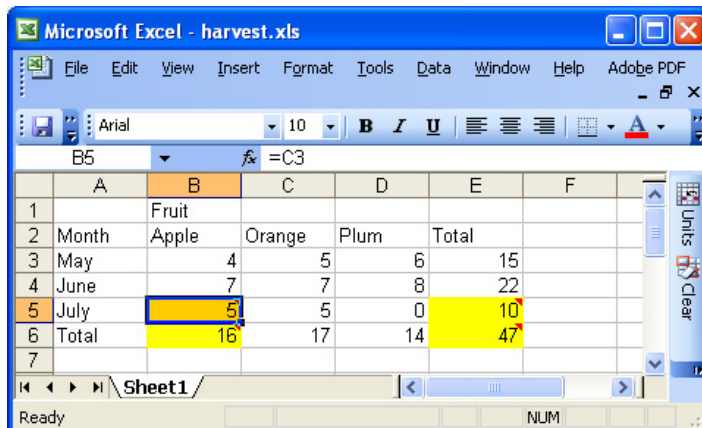 Microsoft Excel - harvest.xls
File Edit View Insert Format Tools Data Window Help Adobe PDF
Arial 10 B I U A
B5 fx =C3
A B C D E F
1 Fruit
2 Month Apple Orange Plum Total
3 May 4 5 6 15
4 June 7 7 8 22
5 July 5 5 0 10
6 Total 16 17 14 47
7
Units
Clear
Sheet1
Ready NUM